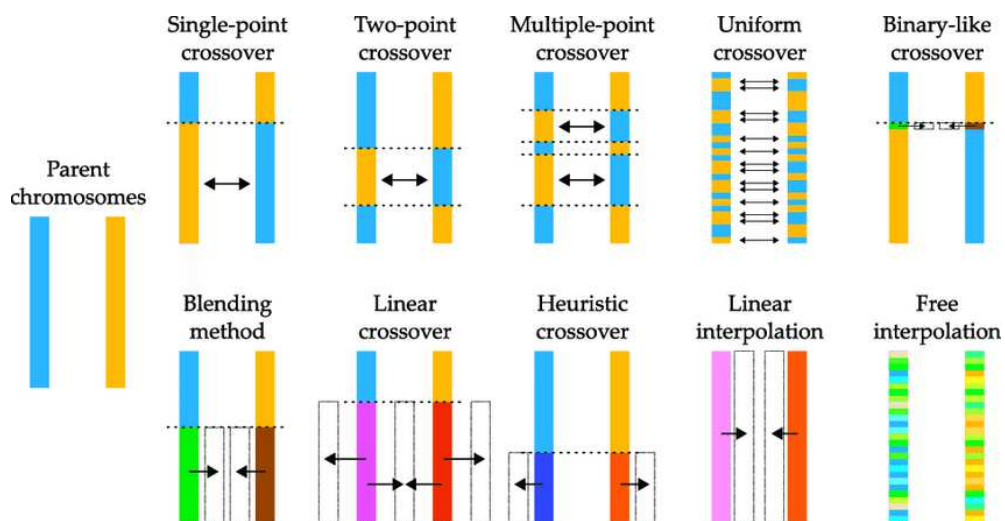 Single-point
crossover
Two-point
crossover
Multiple-point
crossover
Uniform
crossover
Binary-like
crossover
Parent
chromosomes
Blending
method
Linear
crossover
Heuristic
crossover
Linear
interpolation
Free
interpolation